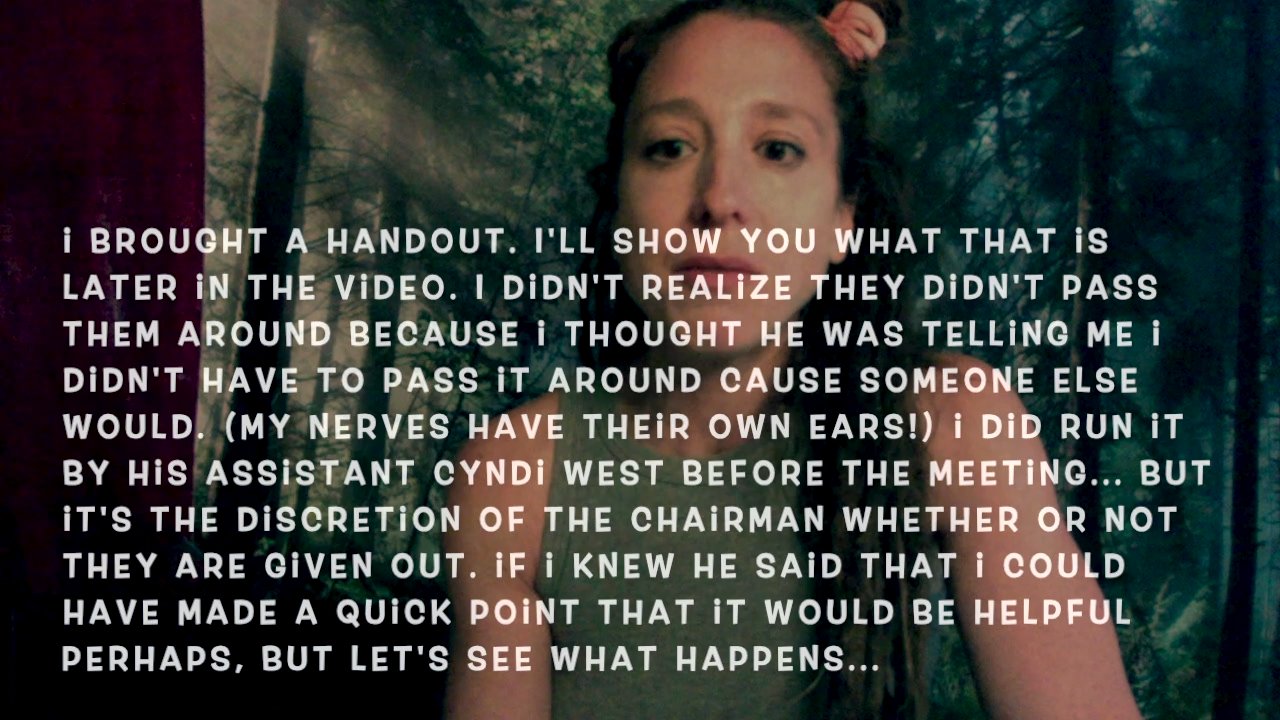 i BROUGHT A HANDOUT. I'LL SHOW YOU WHAT THAT iS
LATER iN THE ViDEO. I DiDN'T REALiZE THEY DiDN'T PASS
THEM AROUND BECAUSE i THOUGHT HE WAS TELLiNG ME i
DiDN'T HAVE TO PASS iT AROUND CAUSE SOMEONE ELSE
WOULD. (MY NERVES HAVE THEiR OWN EARS!) i DiD RUN iT
BY HiS ASSiSTANT CYNDi WEST BEFORE THE MEETiNG... BUT
iT'S THE DiSCRETiON OF THE CHAiRMAN WHETHER OR NOT
THEY ARE GiVEN OUT. iF i KNEW HE SAiD THAT i COULD
HAVE MADE A QUiCK POiNT THAT iT WOULD BE HELPFUL
PERHAPS, BUT LET'S SEE WHAT HAPPENS...